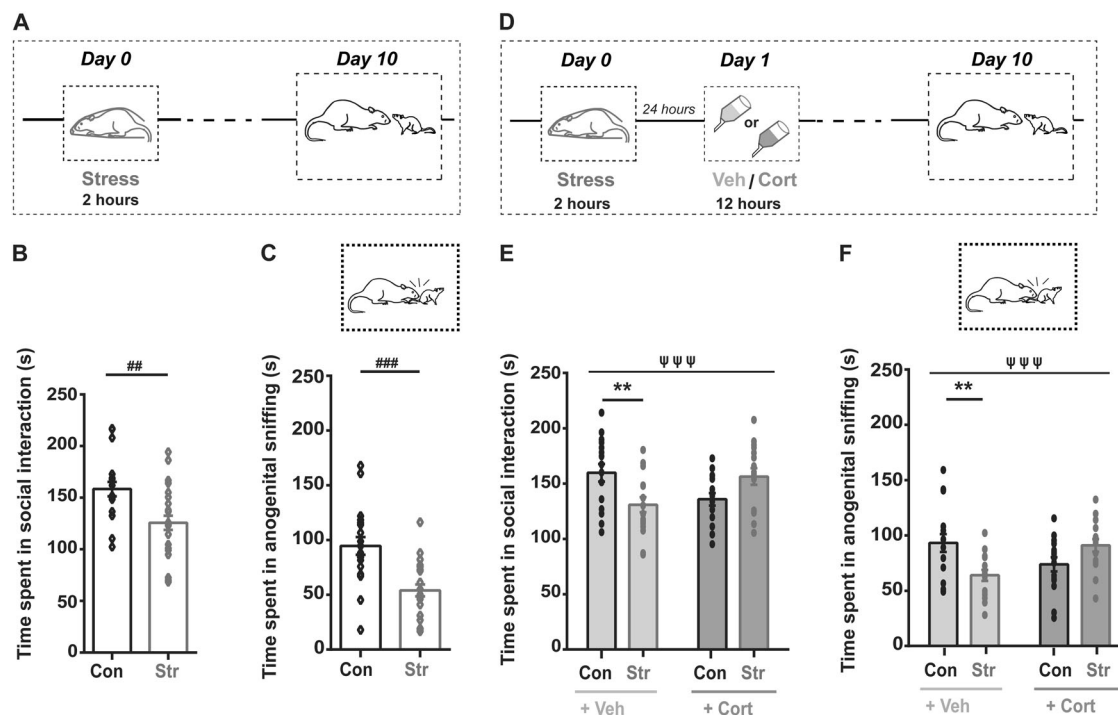 A
Day 0
Day 10
Stress
2 hours
D
Day 0
Day 1
Day 10
24 hours
or
Stress
Veh / Cort
2 hours
12 hours
B
Time spent in social interaction (s)
250
200
150
100
50
0
##
Con
Str
C
Time spent in anogenital sniffing (s)
250
200
150
100
50
0
###
Con
Str
E
Time spent in social interaction (s)
250
200
150
100
50
0
ψ ψ ψ
**
Con
Str
Con
Str
+ Veh
+ Cort
F
Time spent in anogenital sniffing (s)
250
200
150
100
50
0
ψ ψ ψ
**
Con
Str
Con
Str
+ Veh
+ Cort